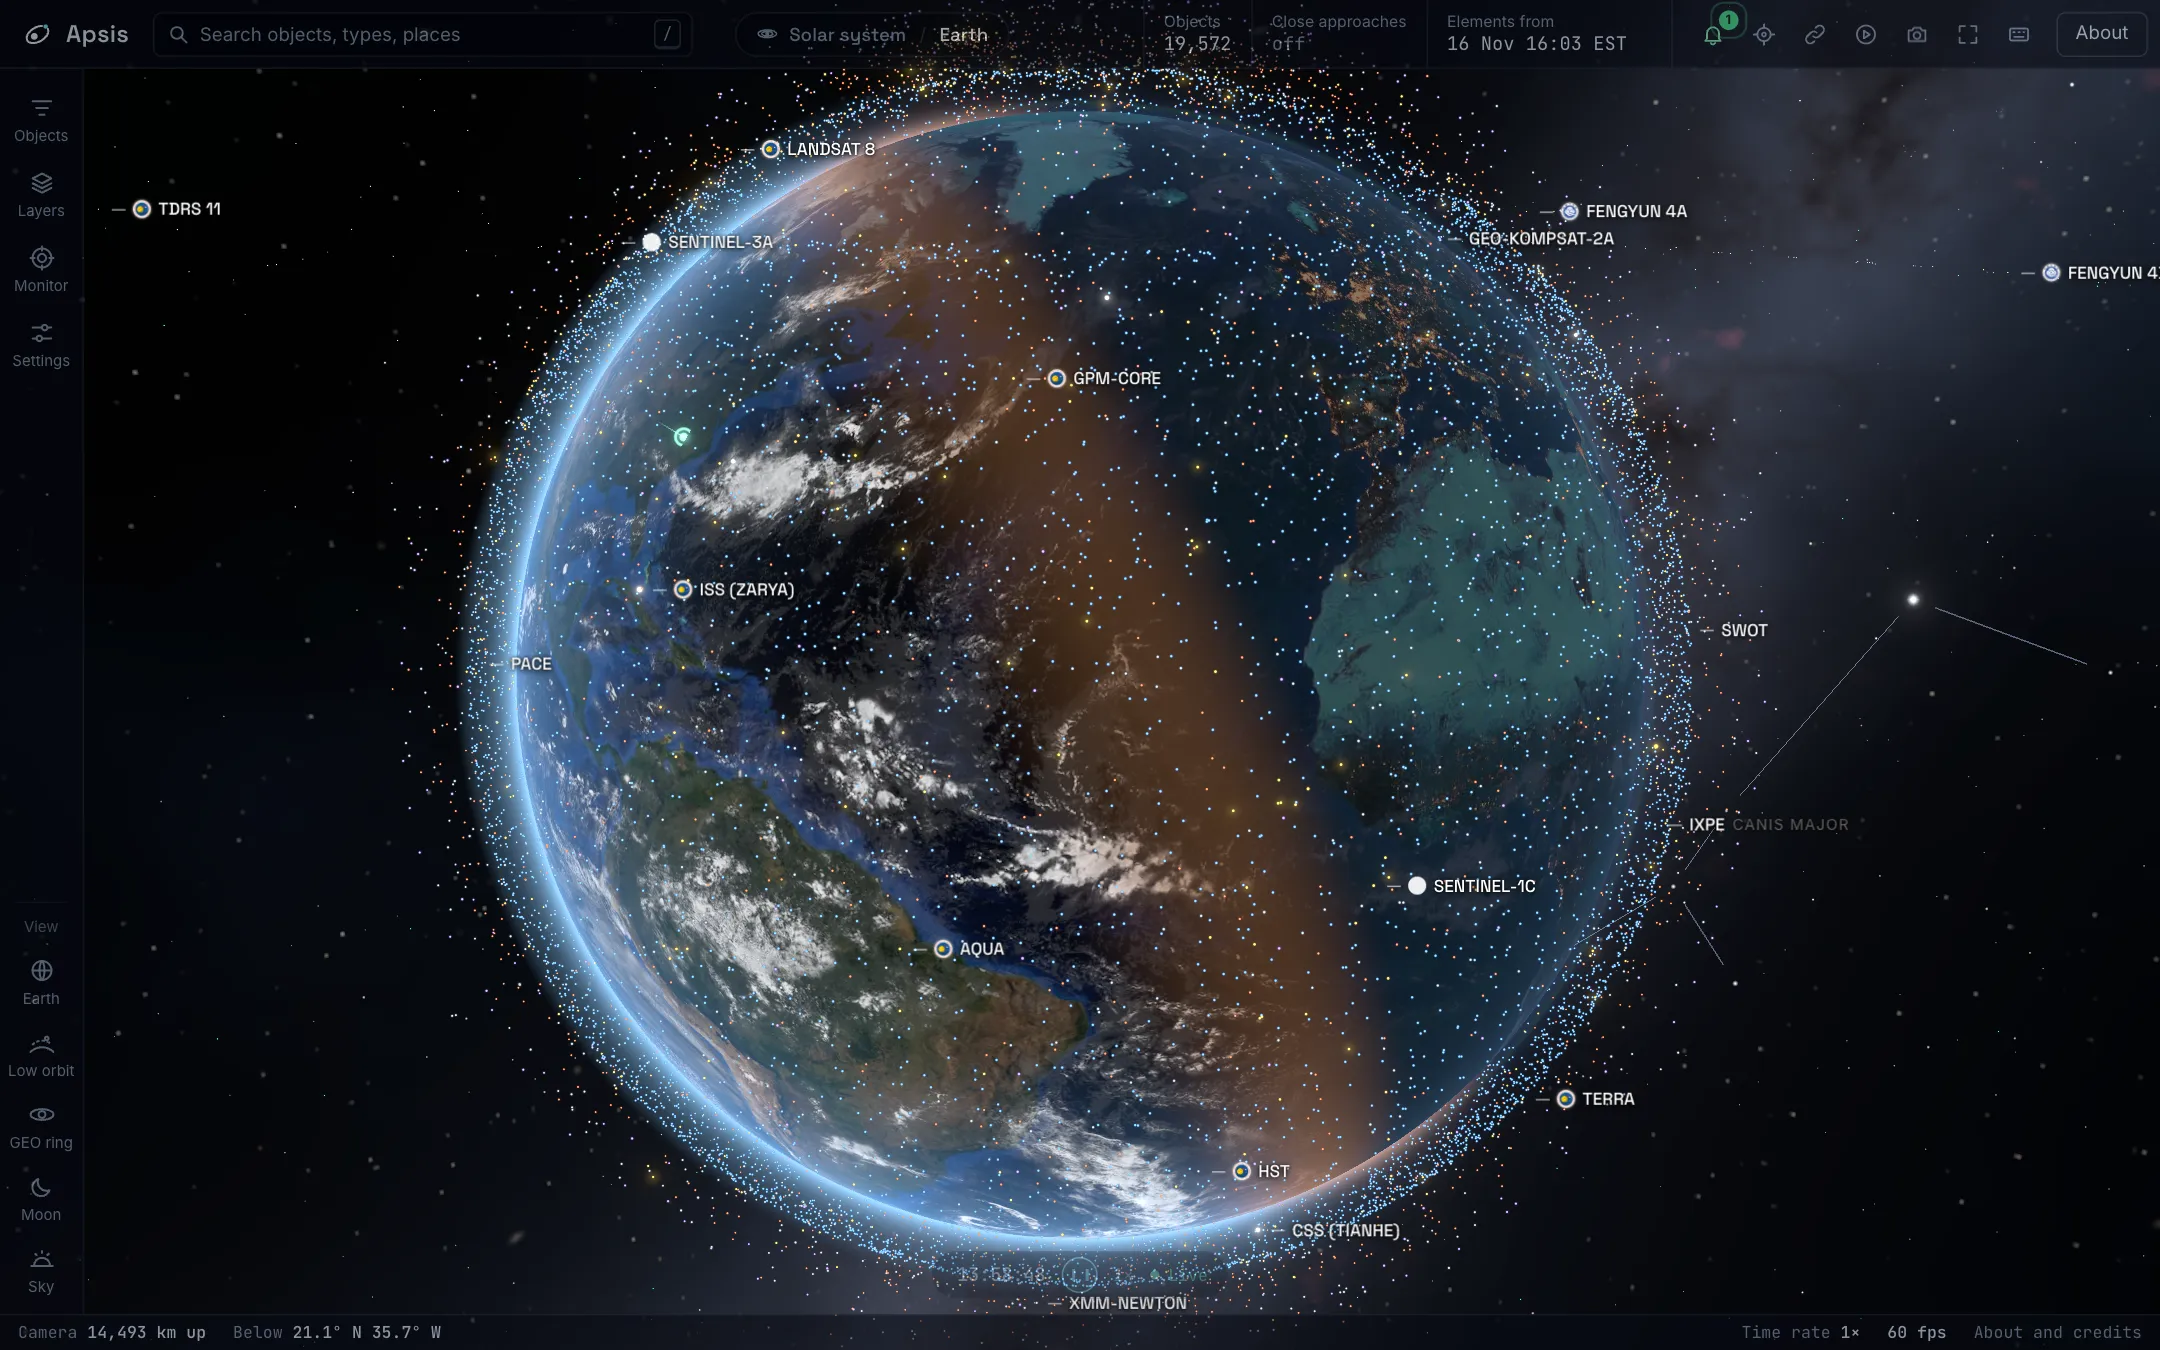 Apsis
Search objects, types, places
/
Solar system / Earth
Objects
19,572
Close approaches
off
Elements from
16 Nov 16:03 EST
1
About
Objects
Layers
Monitor
Settings
LANDSAT 8
TDRS 11
SENTINEL-3A
FENGYUN 4A
GEO-KOMPSAT-2A
FENGYUN 4
GPM-CORE
ISS (ZARYA)
SWOT
PACE
IXPE
CANIS MAJOR
SENTINEL-1C
AQUA
TERRA
HST
CSS (TIANHE)
XMM-NEWTON
View
Earth
Low orbit
GEO ring
Moon
Sky
Live
Camera 14,493 km up
Below 21.1° N 35.7° W
Time rate 1×
60 fps
About and credits